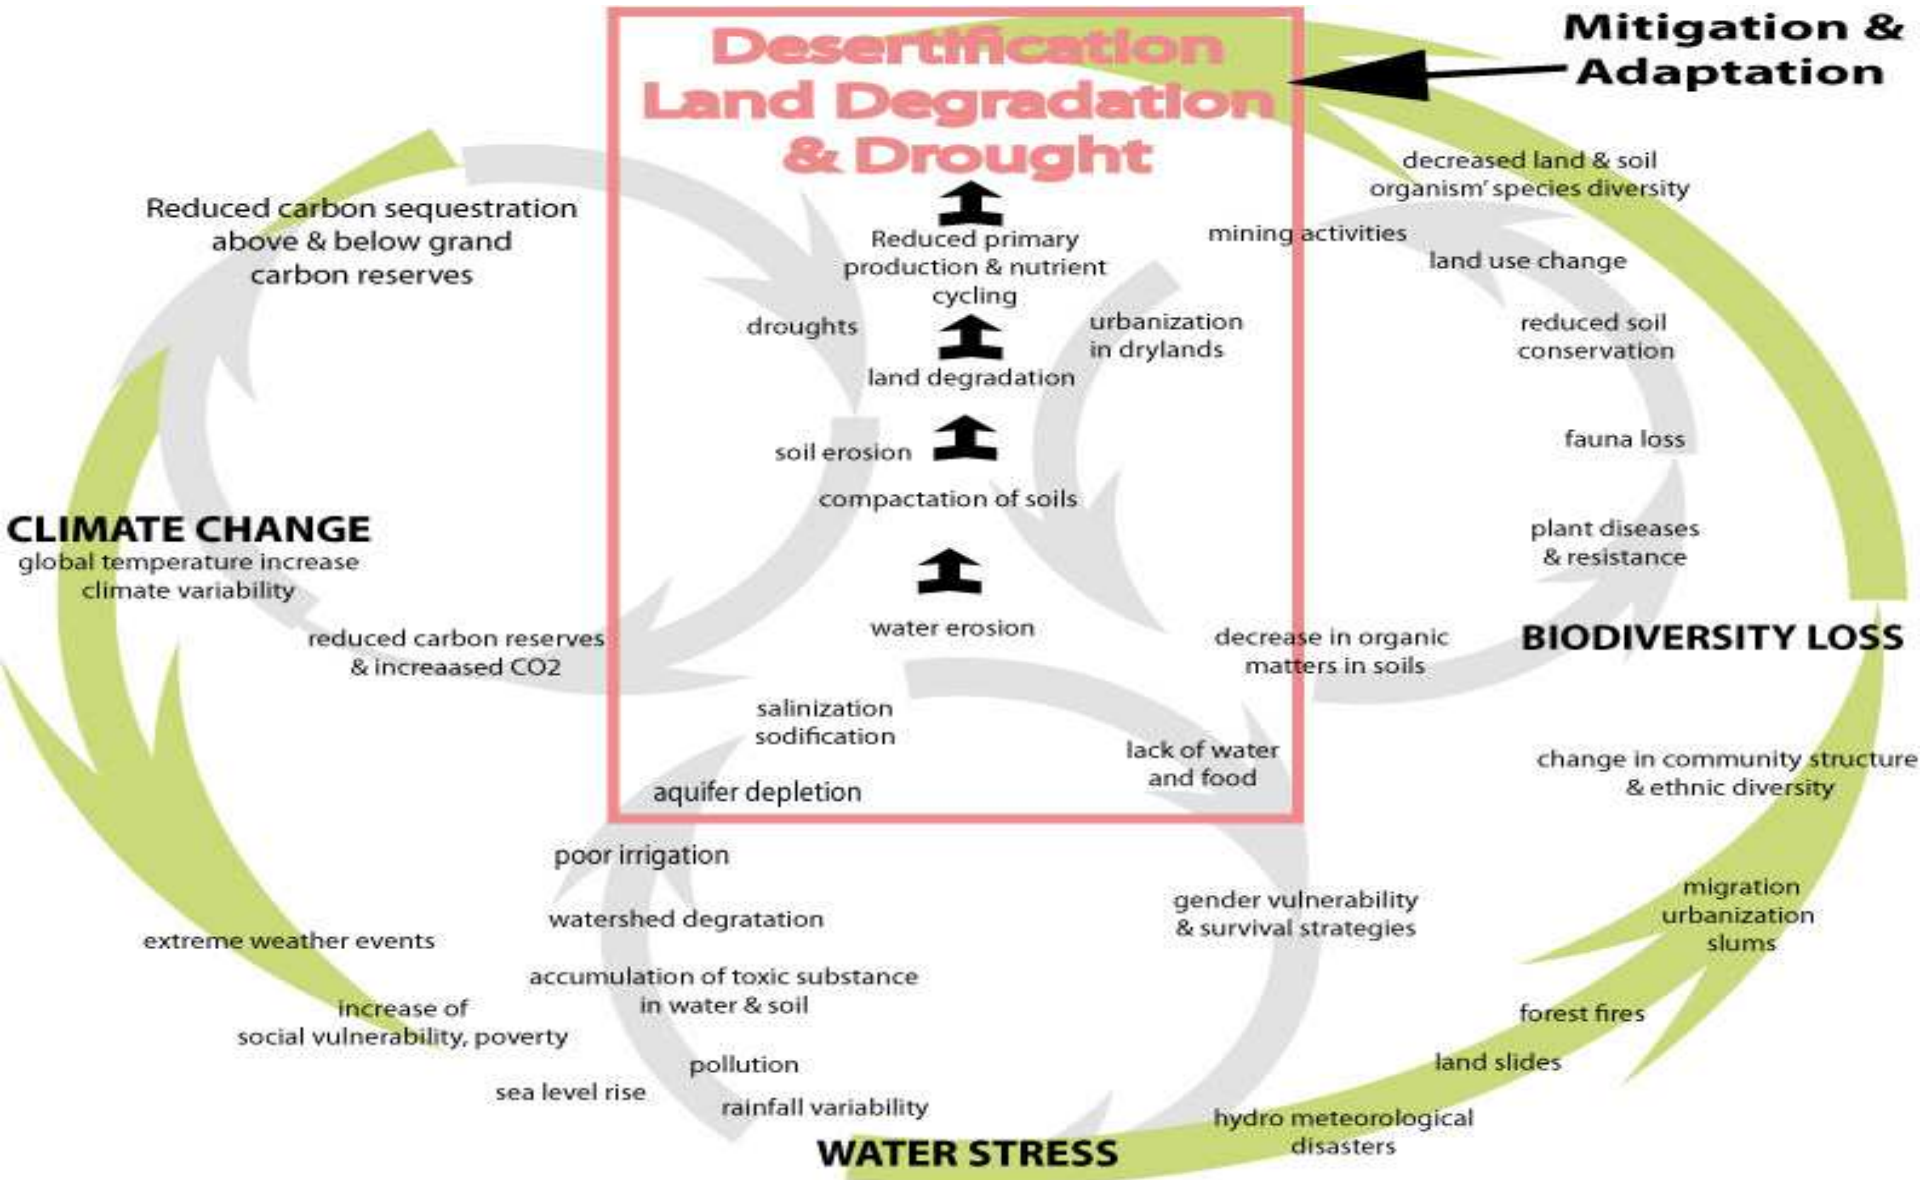 Desertification
Land Degradation
& Drought
Mitigation &
Adaptation
decreased land & soil
organism' species diversity
Reduced carbon sequestration
above & below grand
carbon reserves
Reduced primary
production & nutrient
cycling
mining activities
land use change
droughts
urbanization
in drylands
reduced soil
conservation
land degradation
soil erosion
fauna loss
compactation of soils
CLIMATE CHANGE
global temperature increase
climate variability
plant diseases
& resistance
water erosion
reduced carbon reserves
& increaased CO2
decrease in organic
matters in soils
BIODIVERSITY LOSS
salinization
sodification
lack of water
and food
change in community structure
& ethnic diversity
aquifer depletion
poor irrigation
gender vulnerability
& survival strategies
migration
urbanization
slums
watershed degratation
extreme weather events
accumulation of toxic substance
in water & soil
increase of
social vulnerability, poverty
forest fires
pollution
land slides
sea level rise
rainfall variability
hydro meteorological
disasters
WATER STRESS